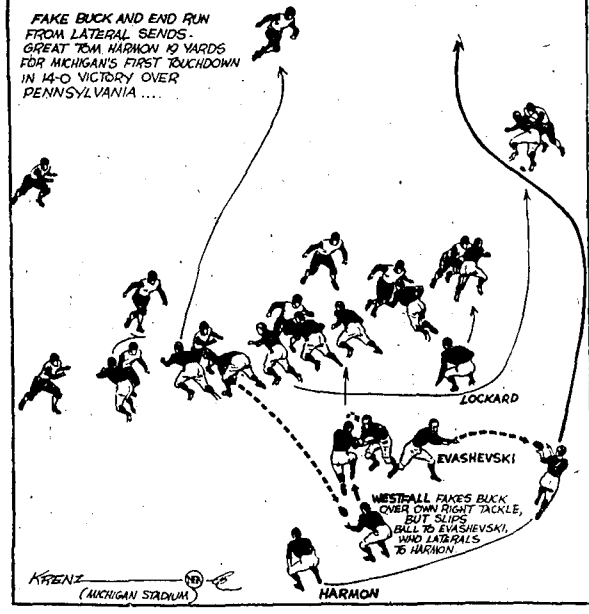 FAKE BUCK AND END RUN
FROM LATERAL SENDS -
GREAT TOM HARMON 19 YARDS
FOR MICHIGAN'S FIRST TOUCHDOWN
IN 14-0 VICTORY OVER
PENNSYLVANIA ....
LOCKARD
EVASHEVSKI
WESTFALL FAKES BUCK
OVER OWN RIGHT TACKLE,
BUT SLIPS
BALL TO EVASHEVSKI,
WHO LATERALS
TO HARMON.
KRENZ
NEA
(MICHIGAN STADIUM)
HARMON